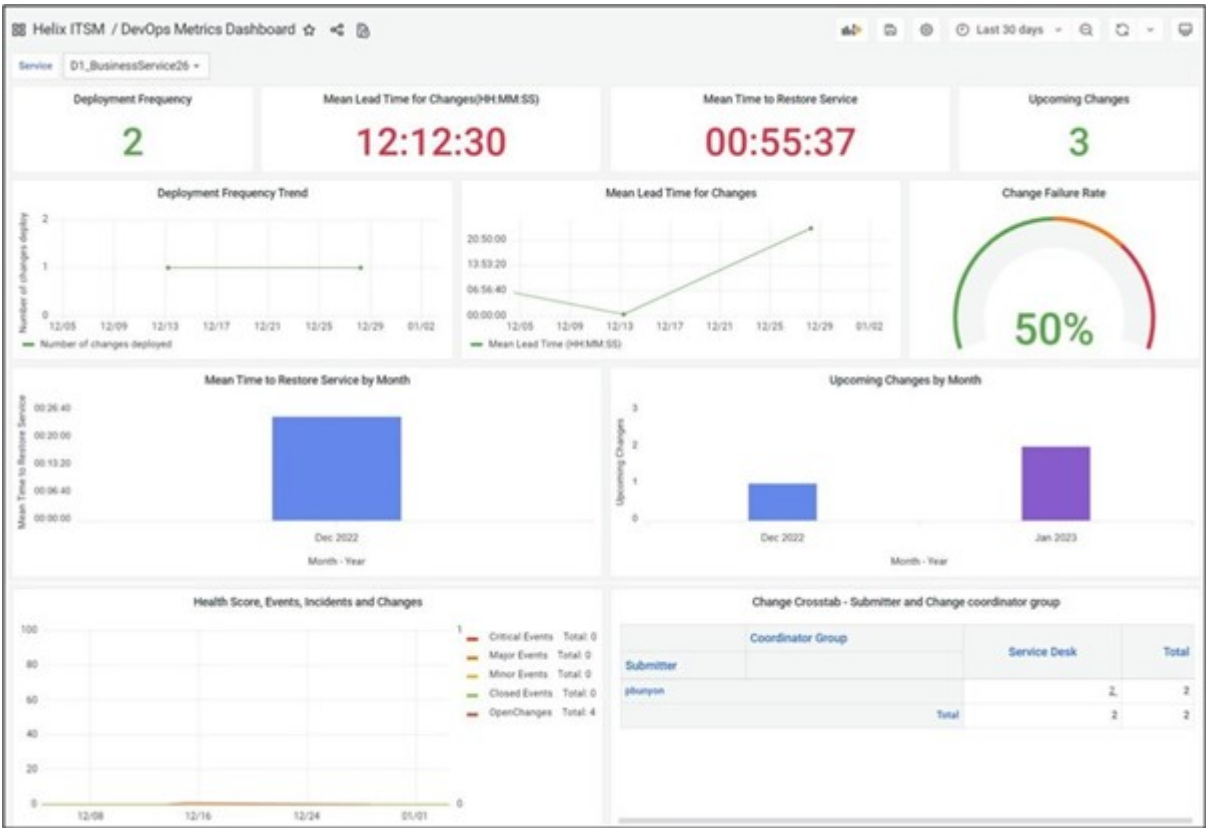 Helix ITSM / DevOps Metrics Dashboard
Last 30 days
Service D1_BusinessService26
Deployment Frequency
2
Mean Lead Time for Changes(HH:MM:SS)
12:12:30
Mean Time to Restore Service
00:55:37
Upcoming Changes
3
Deployment Frequency Trend
Number of changes deploy
2
1
0
12/05 12/09 12/13 12/17 12/21 12/25 12/29 01/02
Number of changes deployed
Mean Lead Time for Changes
20:50:00
13:53:20
06:56:40
00:00:00
12/05 12/09 12/13 12/17 12/21 12/25 12/29 01/02
Mean Lead Time (HH:MM:SS)
Change Failure Rate
50%
Mean Time to Restore Service by Month
Mean Time to Restore Service
00:26:40
00:20:00
00:13:20
00:06:40
00:00:00
Dec 2022
Month - Year
Upcoming Changes by Month
Upcoming Changes
3
2
1
0
Dec 2022 Jan 2023
Month - Year
Health Score, Events, Incidents and Changes
100
80
60
40
20
0
1
0
12/08 12/16 12/24 01/01
Critical Events Total: 0
Major Events Total: 0
Minor Events Total: 0
Closed Events Total: 0
OpenChanges Total: 4
Change Crosstab - Submitter and Change coordinator group
Coordinator Group
Service Desk Total
Submitter
pbunyon 2 2
Total 2 2